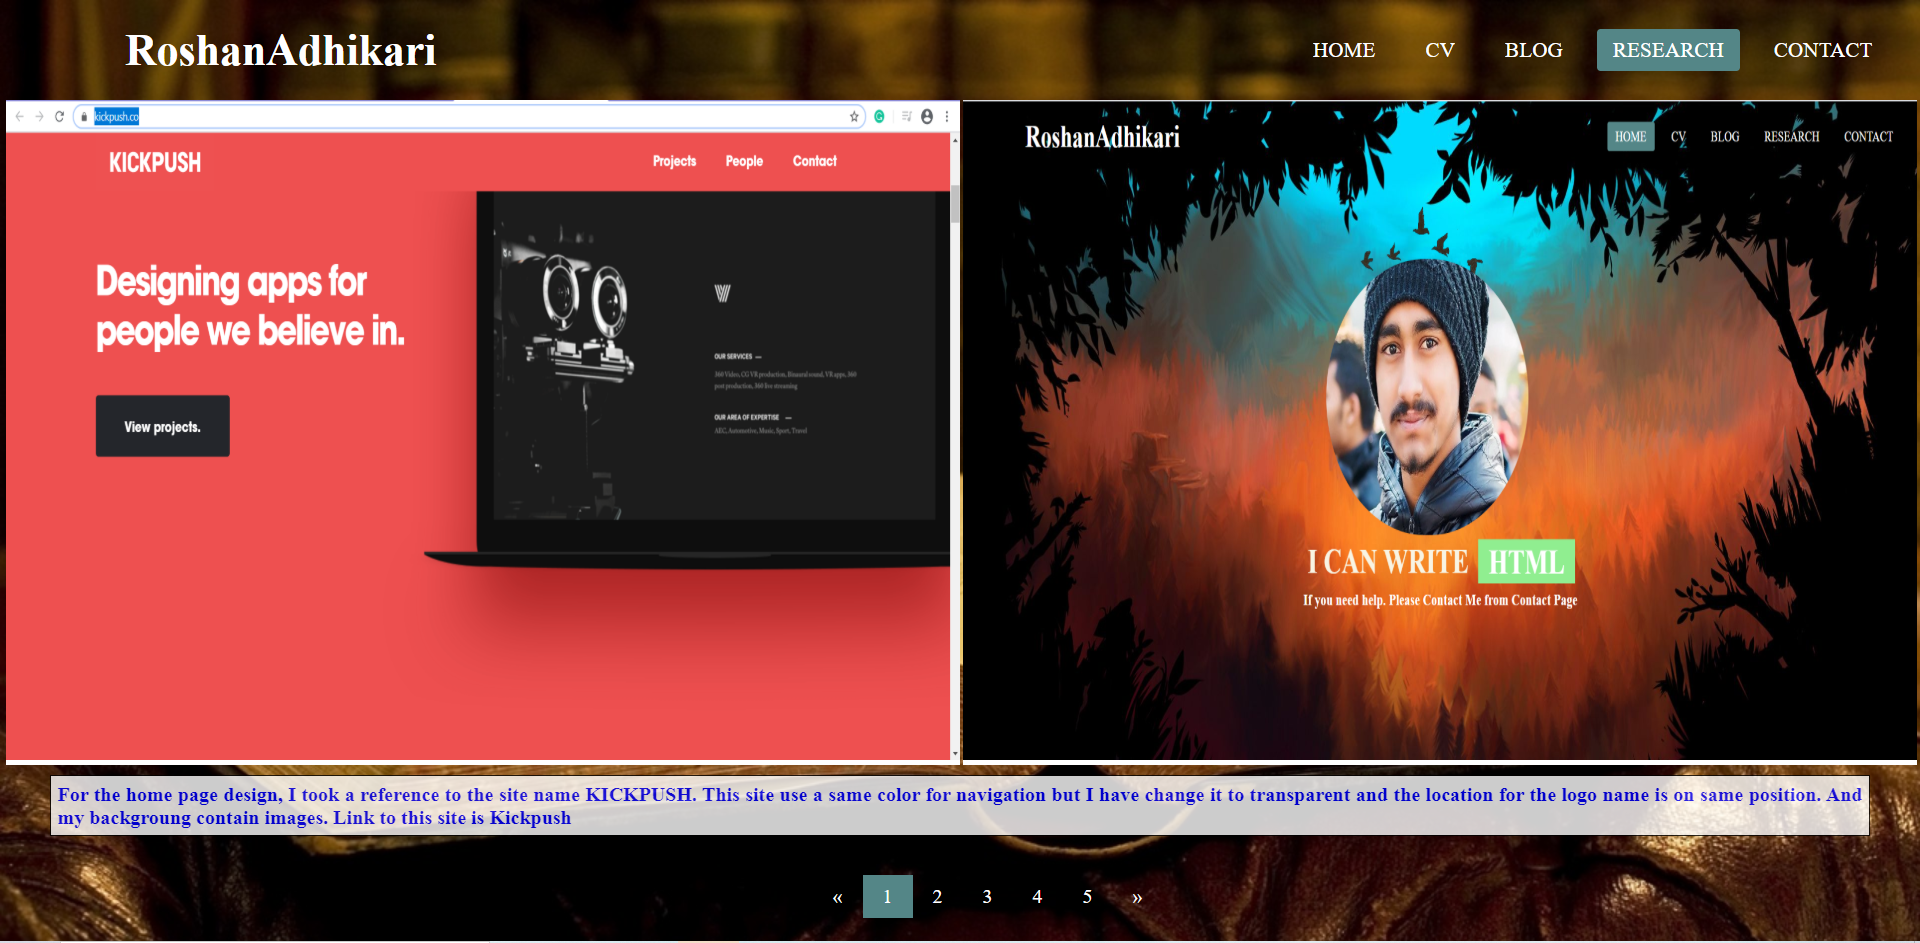 RoshanAdhikari
HOME CV BLOG RESEARCH CONTACT
kickpush.co
KICKPUSH
Projects People Contact
Designing apps for
people we believe in.
View projects.
OUR SERVICES —
360 Video, CG VR production, Binaural sound, VR apps, 360
post production, 360 live streaming
OUR AREA OF EXPERTISE —
AEC, Automotive, Music, Sport, Travel
RoshanAdhikari
HOME CV BLOG RESEARCH CONTACT
I CAN WRITE HTML
If you need help. Please Contact Me from Contact Page
For the home page design, I took a reference to the site name KICKPUSH. This site use a same color for navigation but I have change it to transparent and the location for the logo name is on same position. And
my backgroung contain images. Link to this site is Kickpush
« 1 2 3 4 5 »